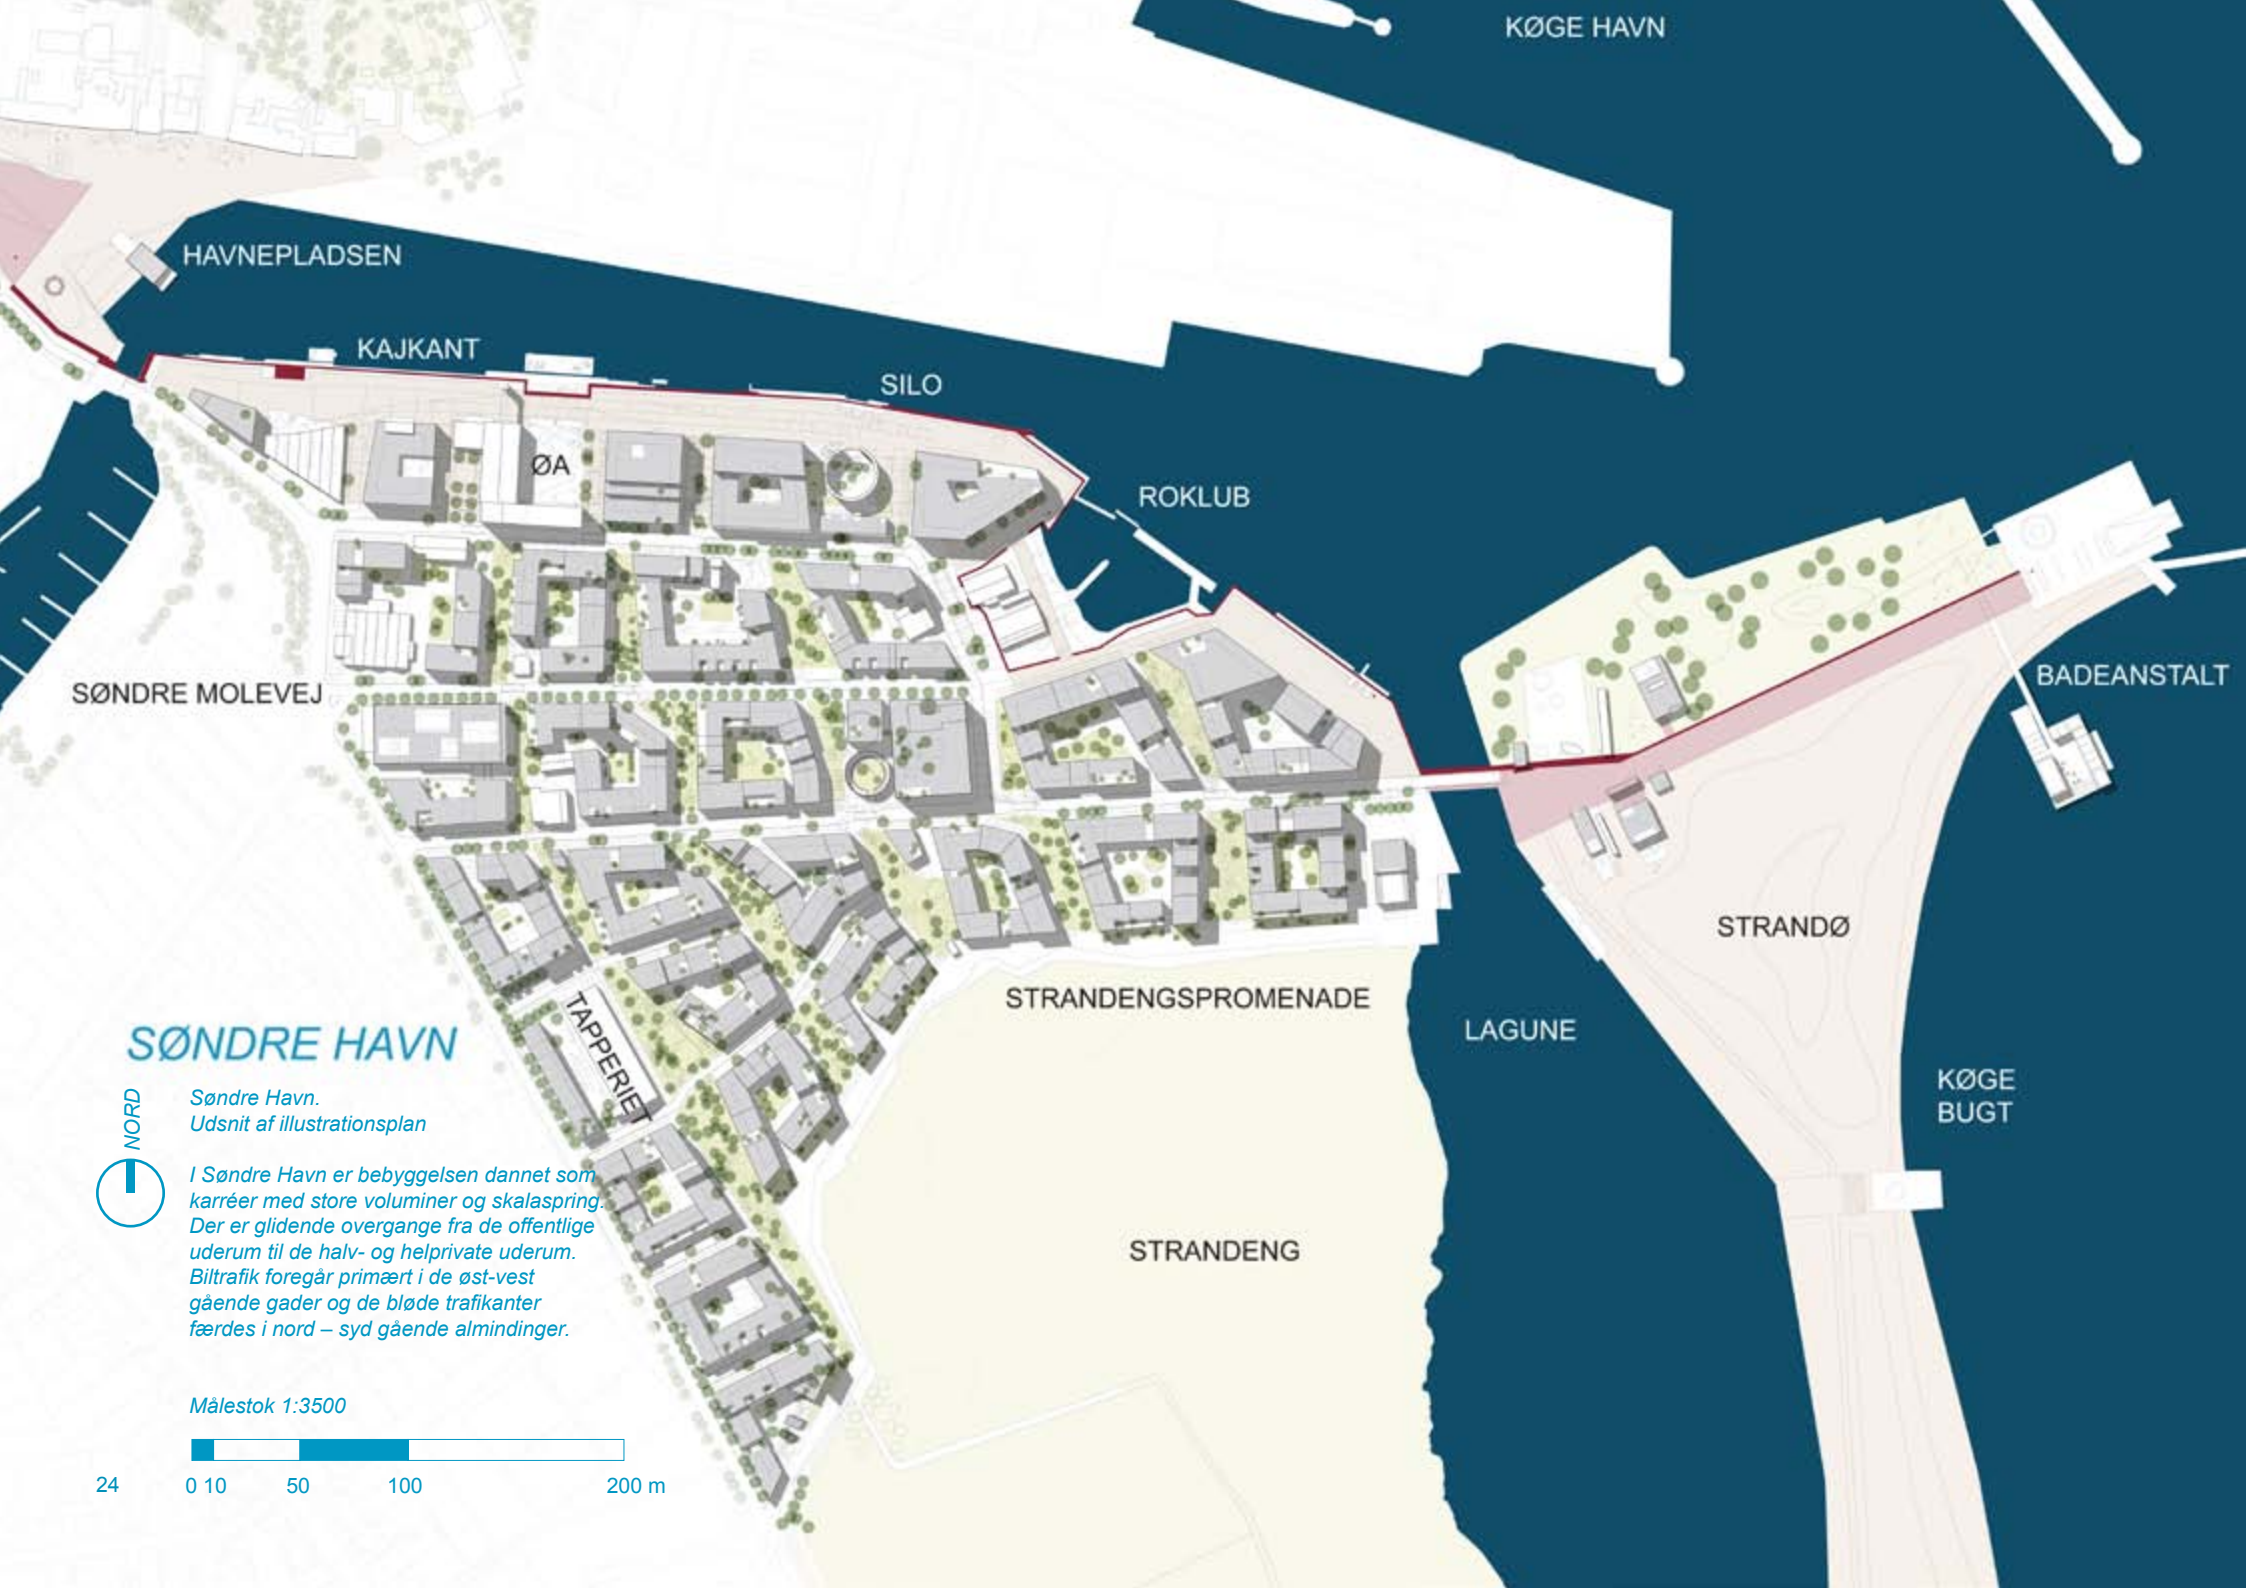 KØGE HAVN
HAVNEPLADSEN
KAJKANT
SILO
ØA
ROKLUB
SØNDRE MOLEVEJ
BADEANSTALT
STRANDØ
STRANDENGSPROMENADE
LAGUNE
TAPPERIET
KØGE
BUGT
STRANDENG
SØNDRE HAVN
NORD
Søndre Havn.
Udsnit af illustrationsplan
I Søndre Havn er bebyggelsen dannet som
karréer med store voluminer og skalaspring.
Der er glidende overgange fra de offentlige
uderum til de halv- og helprivate uderum.
Biltrafik foregår primært i de øst-vest
gående gader og de bløde trafikanter
færdes i nord – syd gående almindinger.
Målestok 1:3500
0 10 50 100 200 m
24